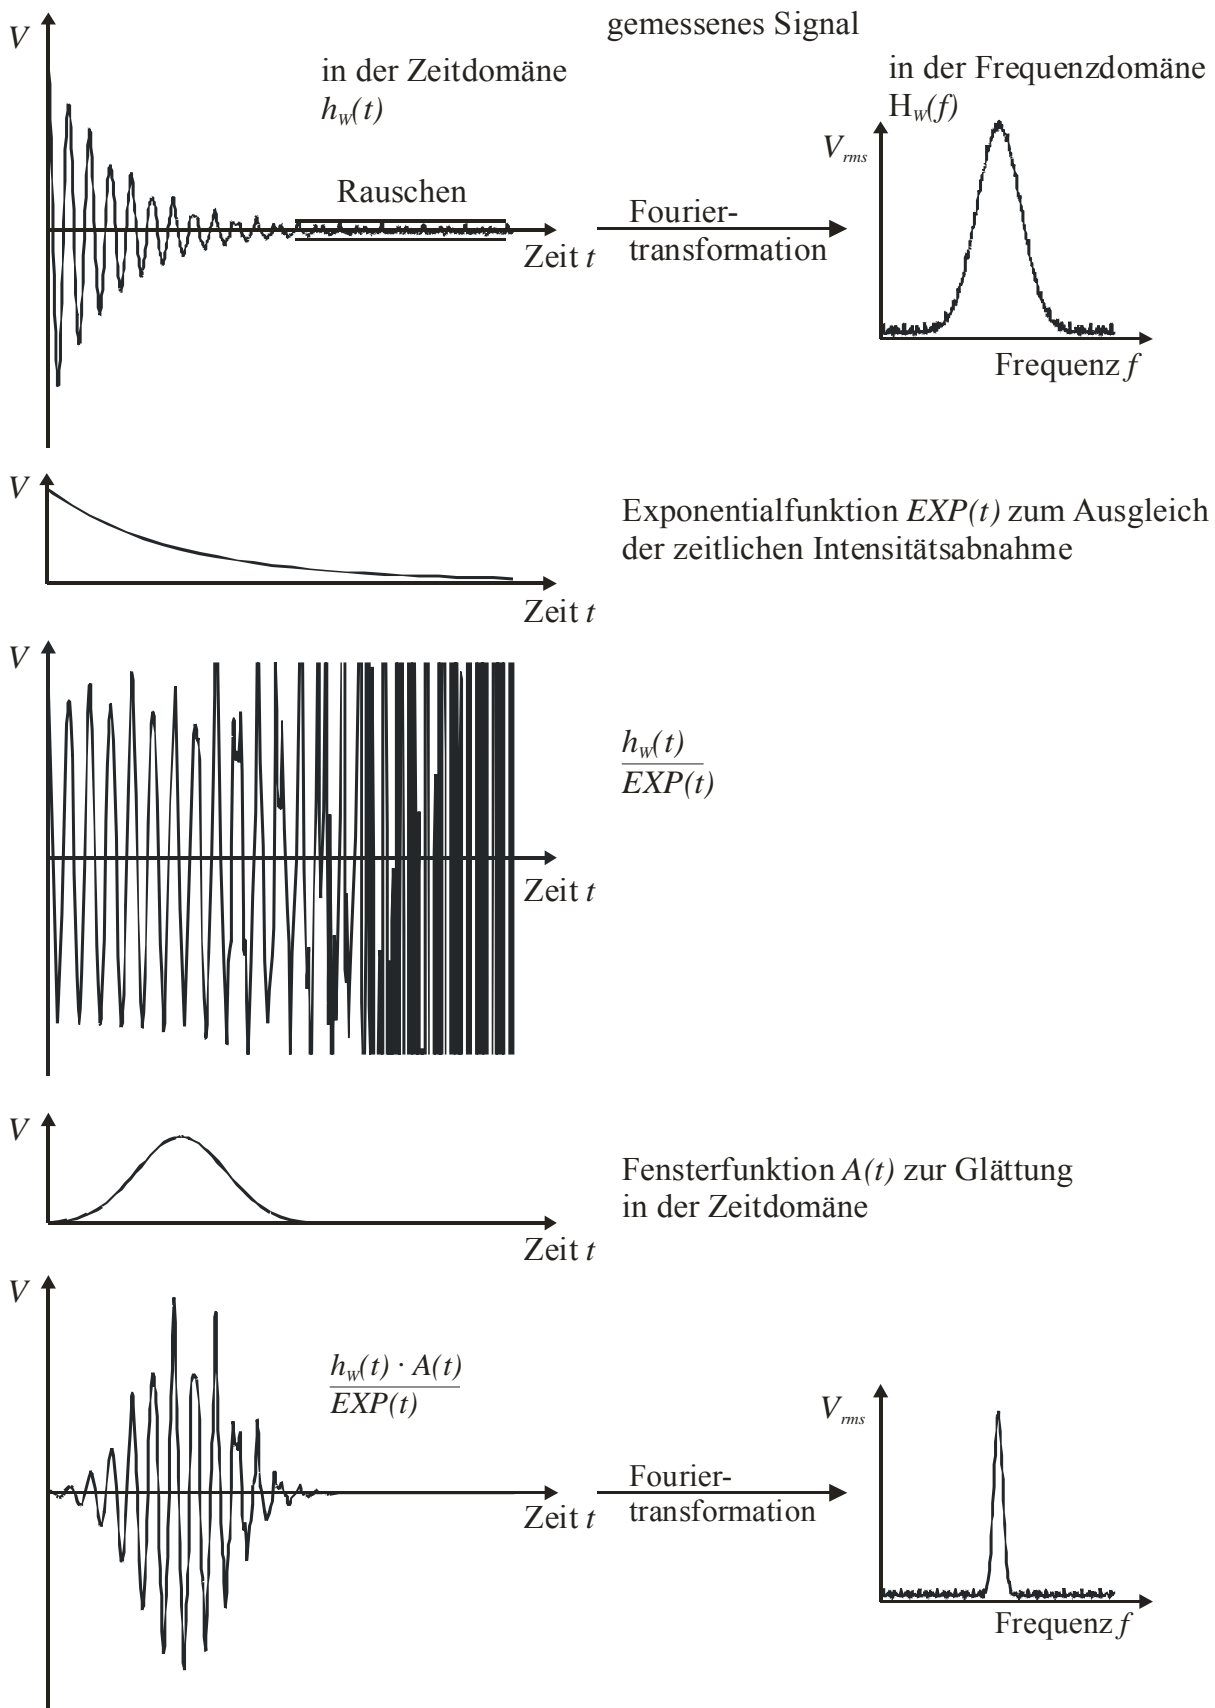 gemessenes Signal
V
in der Zeitdomäne
h_W(t)
in der Frequenzdomäne
H_W(f)
V_rms
Rauschen
Zeit t
Fourier-
transformation
Frequenz f
V
Exponentialfunktion EXP(t) zum Ausgleich
der zeitlichen Intensitätsabnahme
Zeit t
V
h_W(t)
EXP(t)
Zeit t
V
Fensterfunktion A(t) zur Glättung
in der Zeitdomäne
Zeit t
V
h_W(t) · A(t)
EXP(t)
V_rms
Zeit t
Fourier-
transformation
Frequenz f